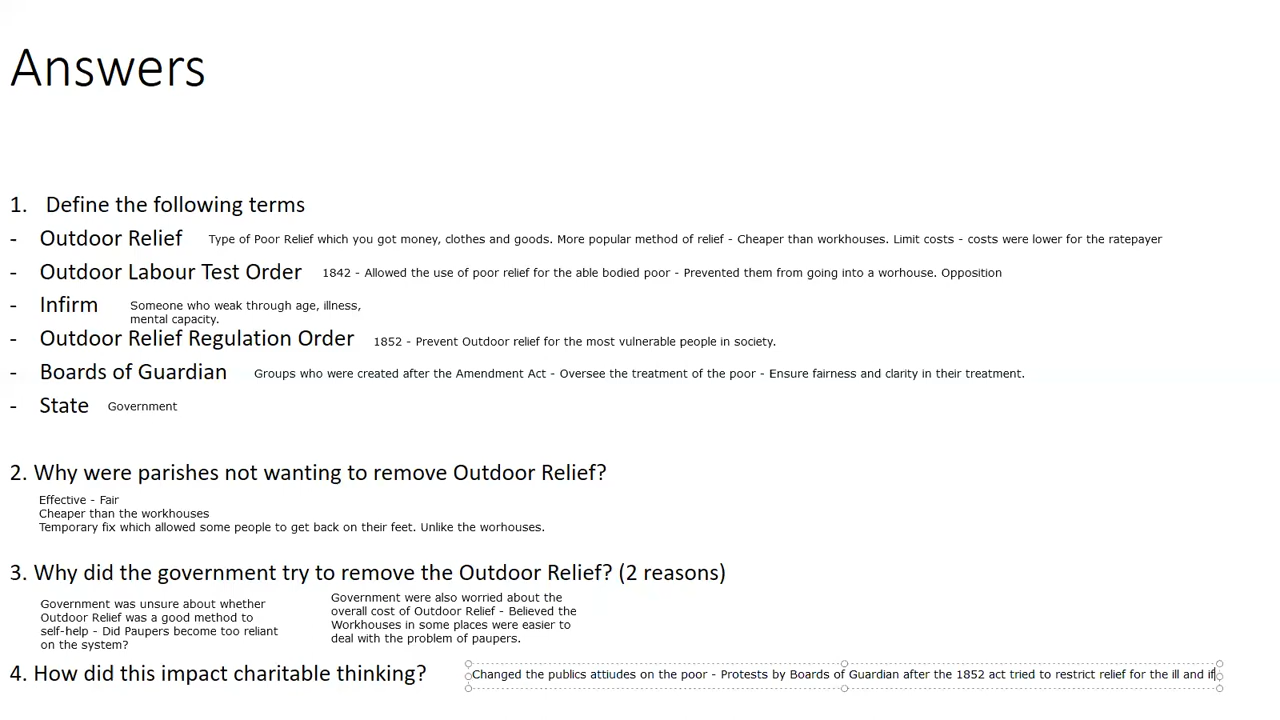 Answers
1. Define the following terms
- Outdoor Relief Type of Poor Relief which you got money, clothes and goods. More popular method of relief - Cheaper than workhouses. Limit costs - costs were lower for the ratepayer
- Outdoor Labour Test Order 1842 - Allowed the use of poor relief for the able bodied poor - Prevented them from going into a worhouse. Opposition
- Infirm Someone who weak through age, illness,
mental capacity.
- Outdoor Relief Regulation Order 1852 - Prevent Outdoor relief for the most vulnerable people in society.
- Boards of Guardian Groups who were created after the Amendment Act - Oversee the treatment of the poor - Ensure fairness and clarity in their treatment.
- State Government
2. Why were parishes not wanting to remove Outdoor Relief?
Effective - Fair
Cheaper than the workhouses
Temporary fix which allowed some people to get back on their feet. Unlike the worhouses.
3. Why did the government try to remove the Outdoor Relief? (2 reasons)
Government was unsure about whether
Outdoor Relief was a good method to
self-help - Did Paupers become too reliant
on the system?
Government were also worried about the
overall cost of Outdoor Relief - Believed the
Workhouses in some places were easier to
deal with the problem of paupers.
4. How did this impact charitable thinking? Changed the publics attiudes on the poor - Protests by Boards of Guardian after the 1852 act tried to restrict relief for the ill and if